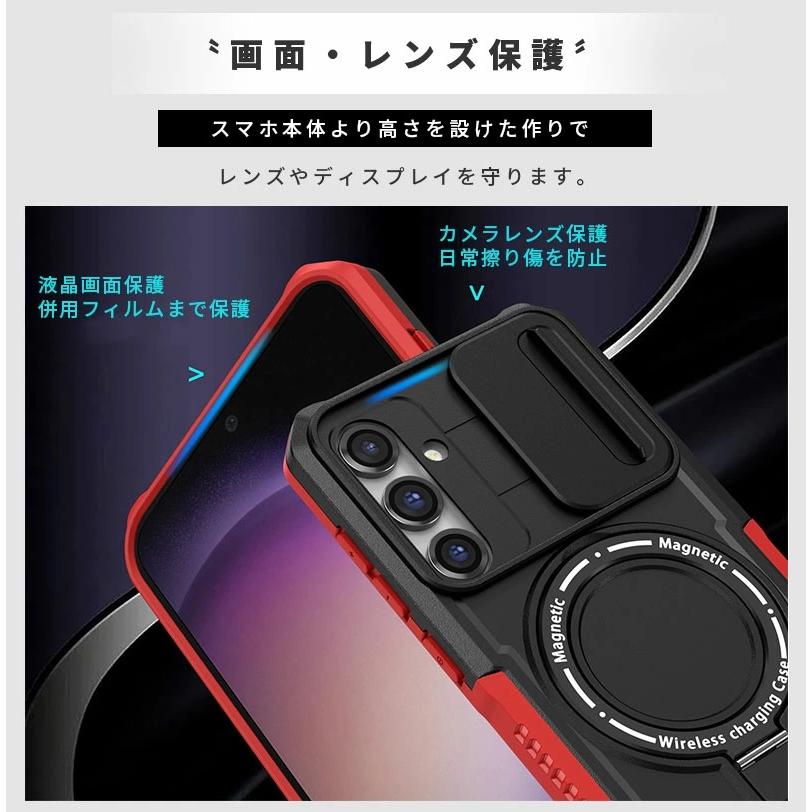 〝画面・レンズ保護〞
スマホ本体より高さを設けた作りで
レンズやディスプレイを守ります。
カメラレンズ保護
日常擦り傷を防止
液晶画面保護
併用フィルムまで保護
Magnetic
Magnetic
Wireless charging Case